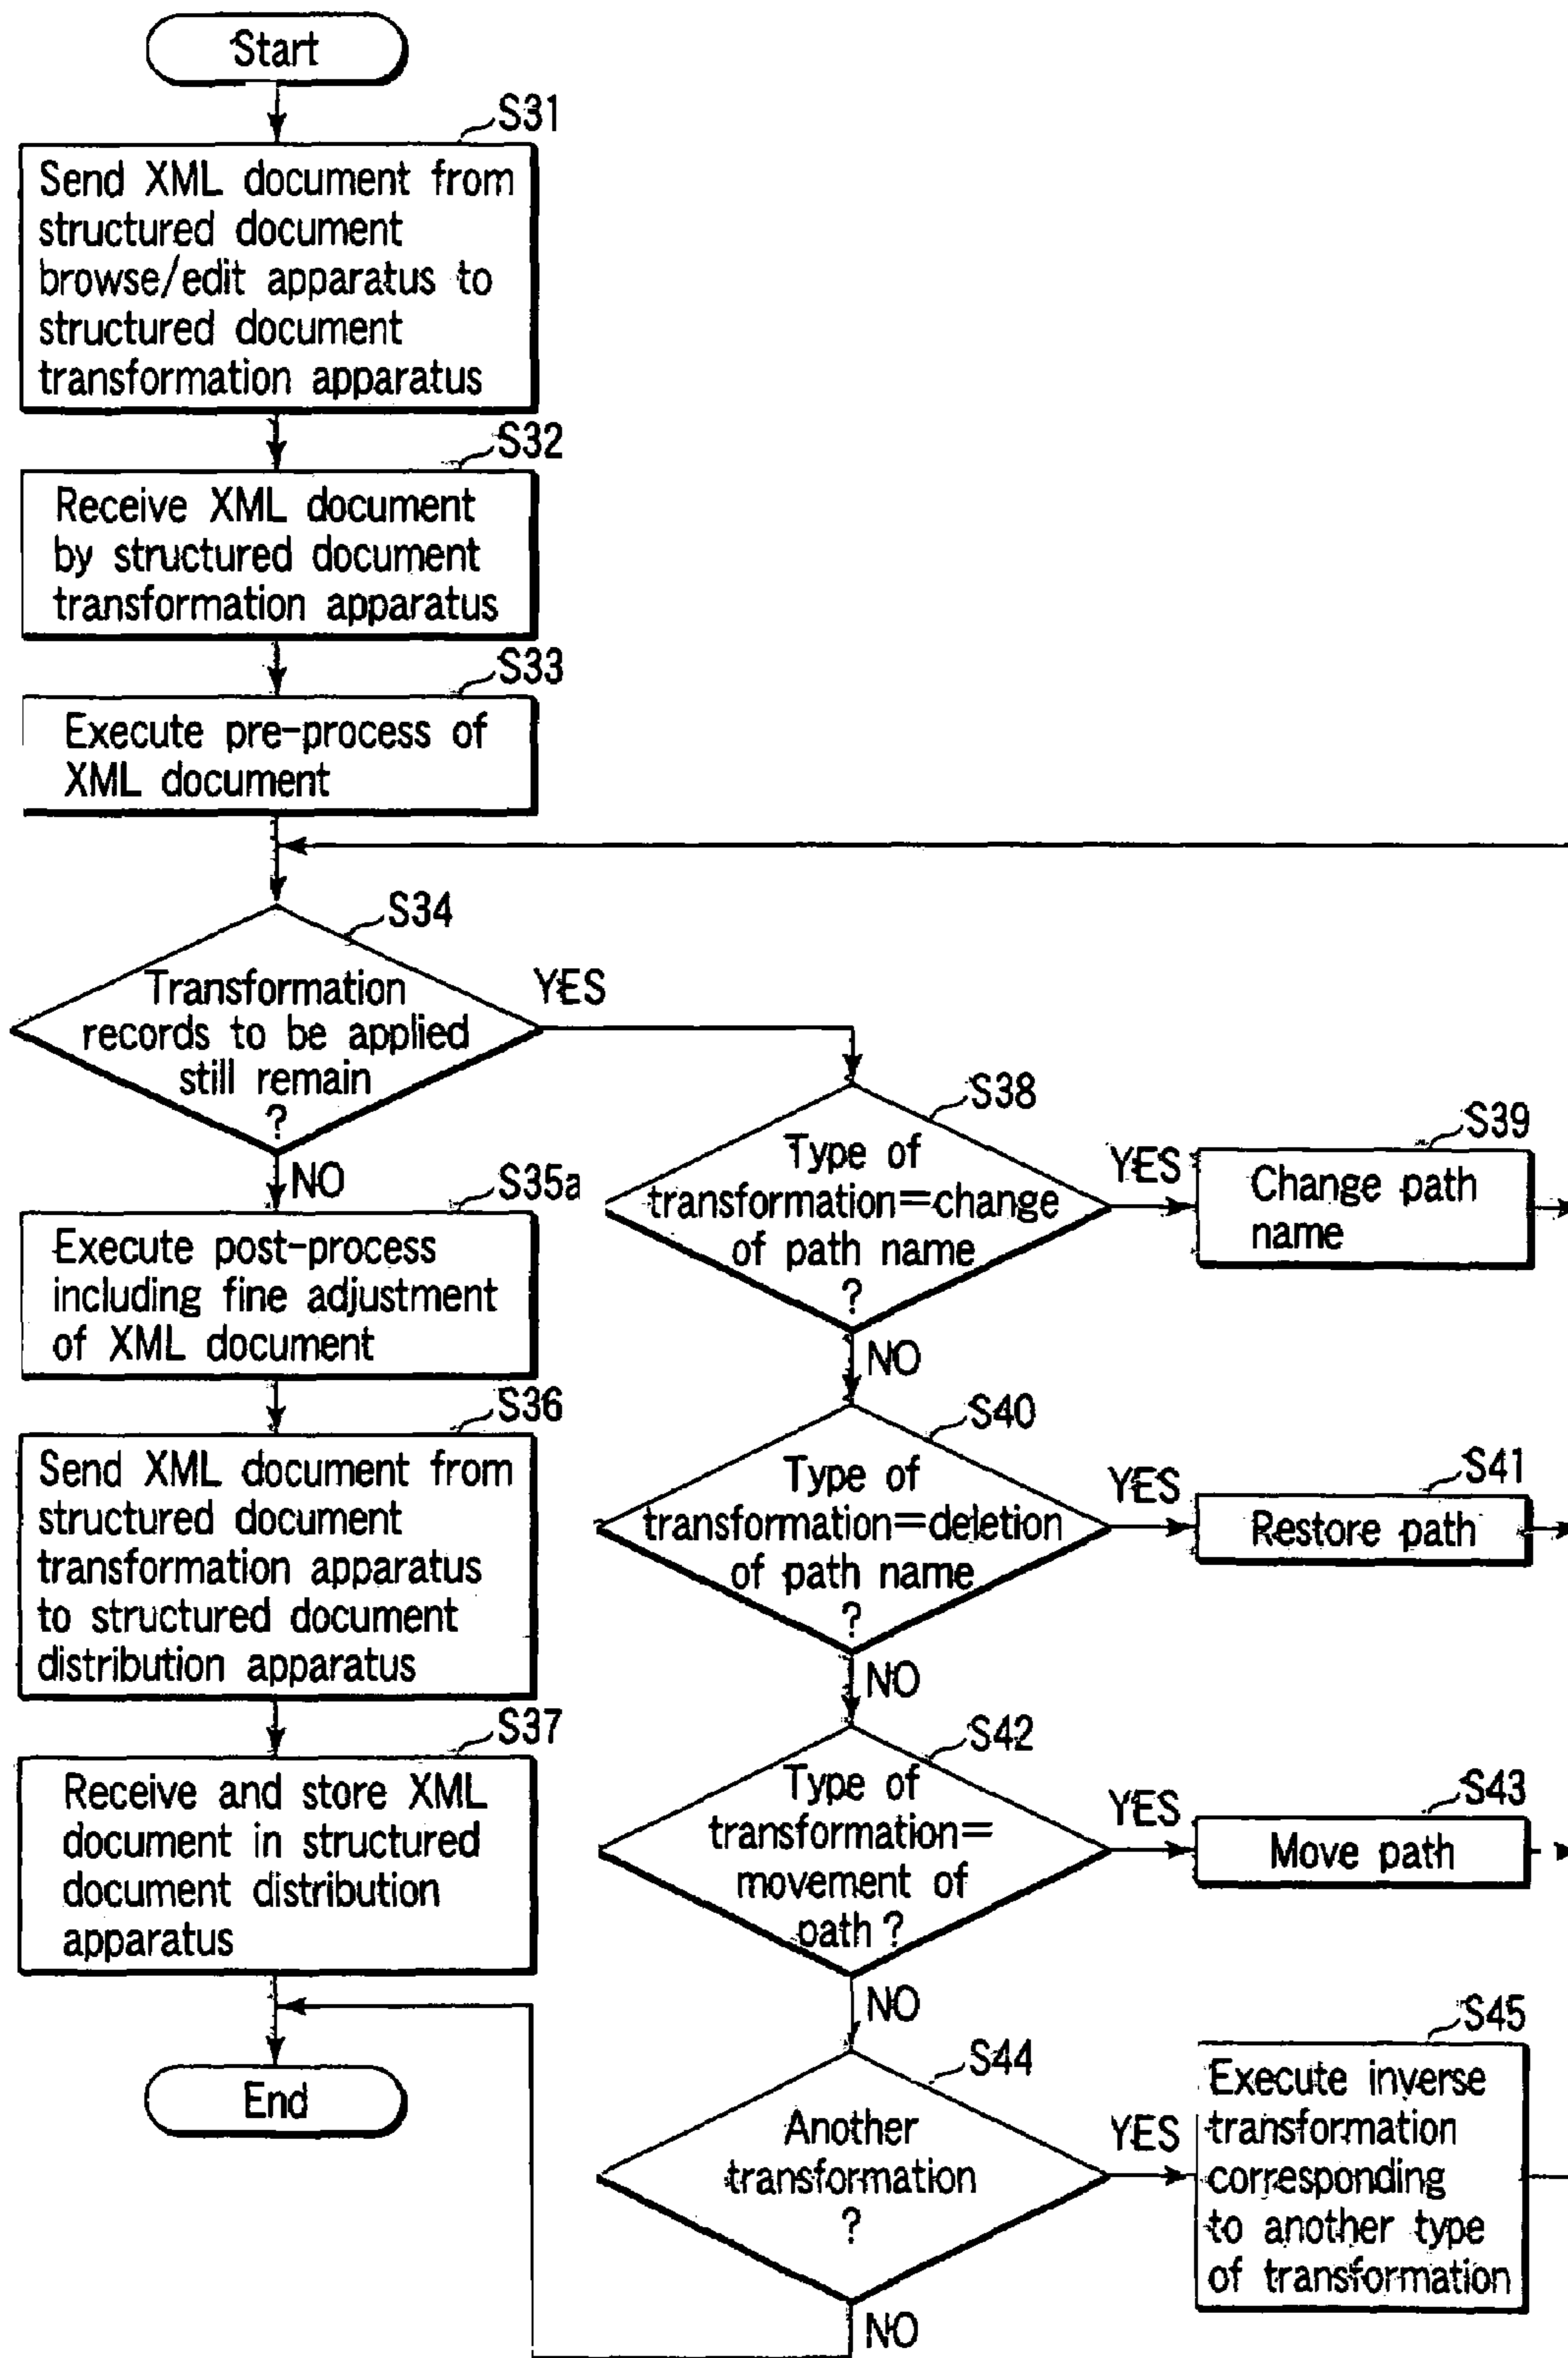 Start
S31
Send XML document from
structured document
browse/edit apparatus to
structured document
transformation apparatus
S32
Receive XML document
by structured document
transformation apparatus
S33
Execute pre-process of
XML document
S34
Transformation
records to be applied
still remain
?
YES
NO
S35a
Execute post-process
including fine adjustment
of XML document
S36
Send XML document from
structured document
transformation apparatus
to structured document
distribution apparatus
S37
Receive and store XML
document in structured
document distribution
apparatus
End
S38
Type of
transformation=change
of path name
?
YES
S39
Change path
name
NO
S40
Type of
transformation=deletion
of path name
?
YES
S41
Restore path
NO
S42
Type of
transformation=
movement of
path ?
YES
S43
Move path
NO
S44
Another
transformation
?
YES
S45
Execute inverse
transformation
corresponding
to another type
of transformation
NO